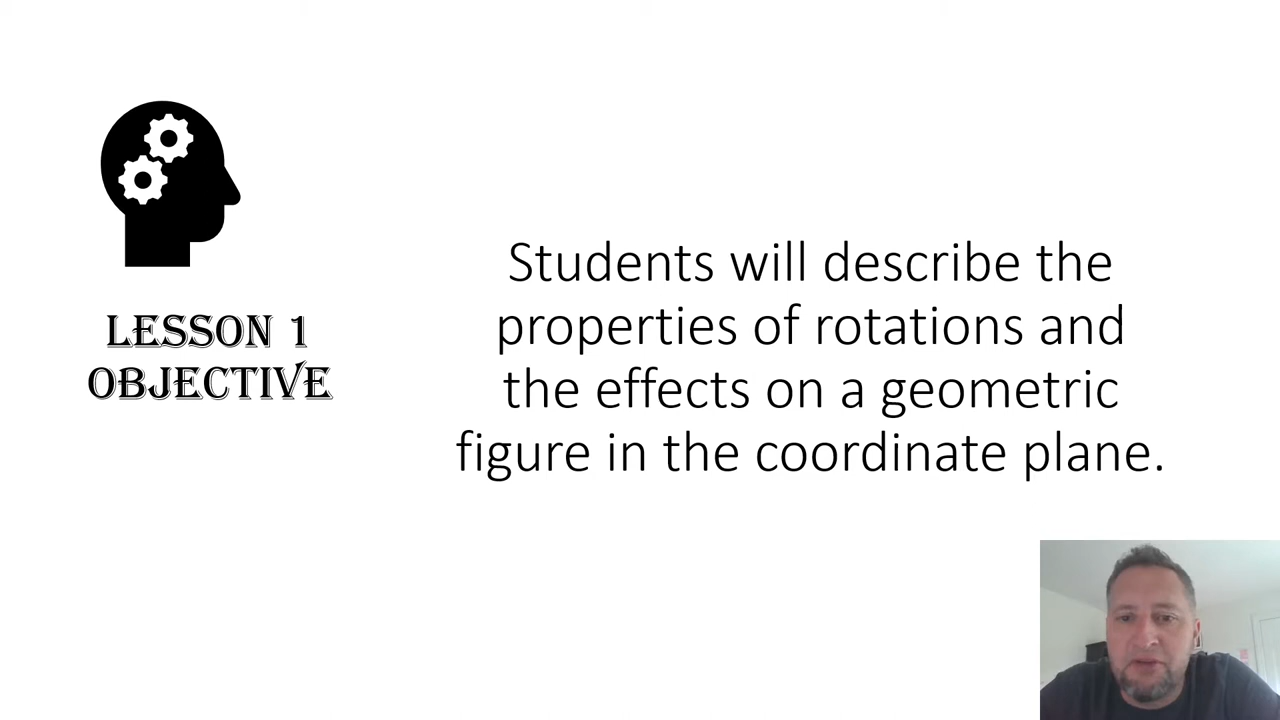 LESSON 1
OBJECTIVE
Students will describe the
properties of rotations and
the effects on a geometric
figure in the coordinate plane.